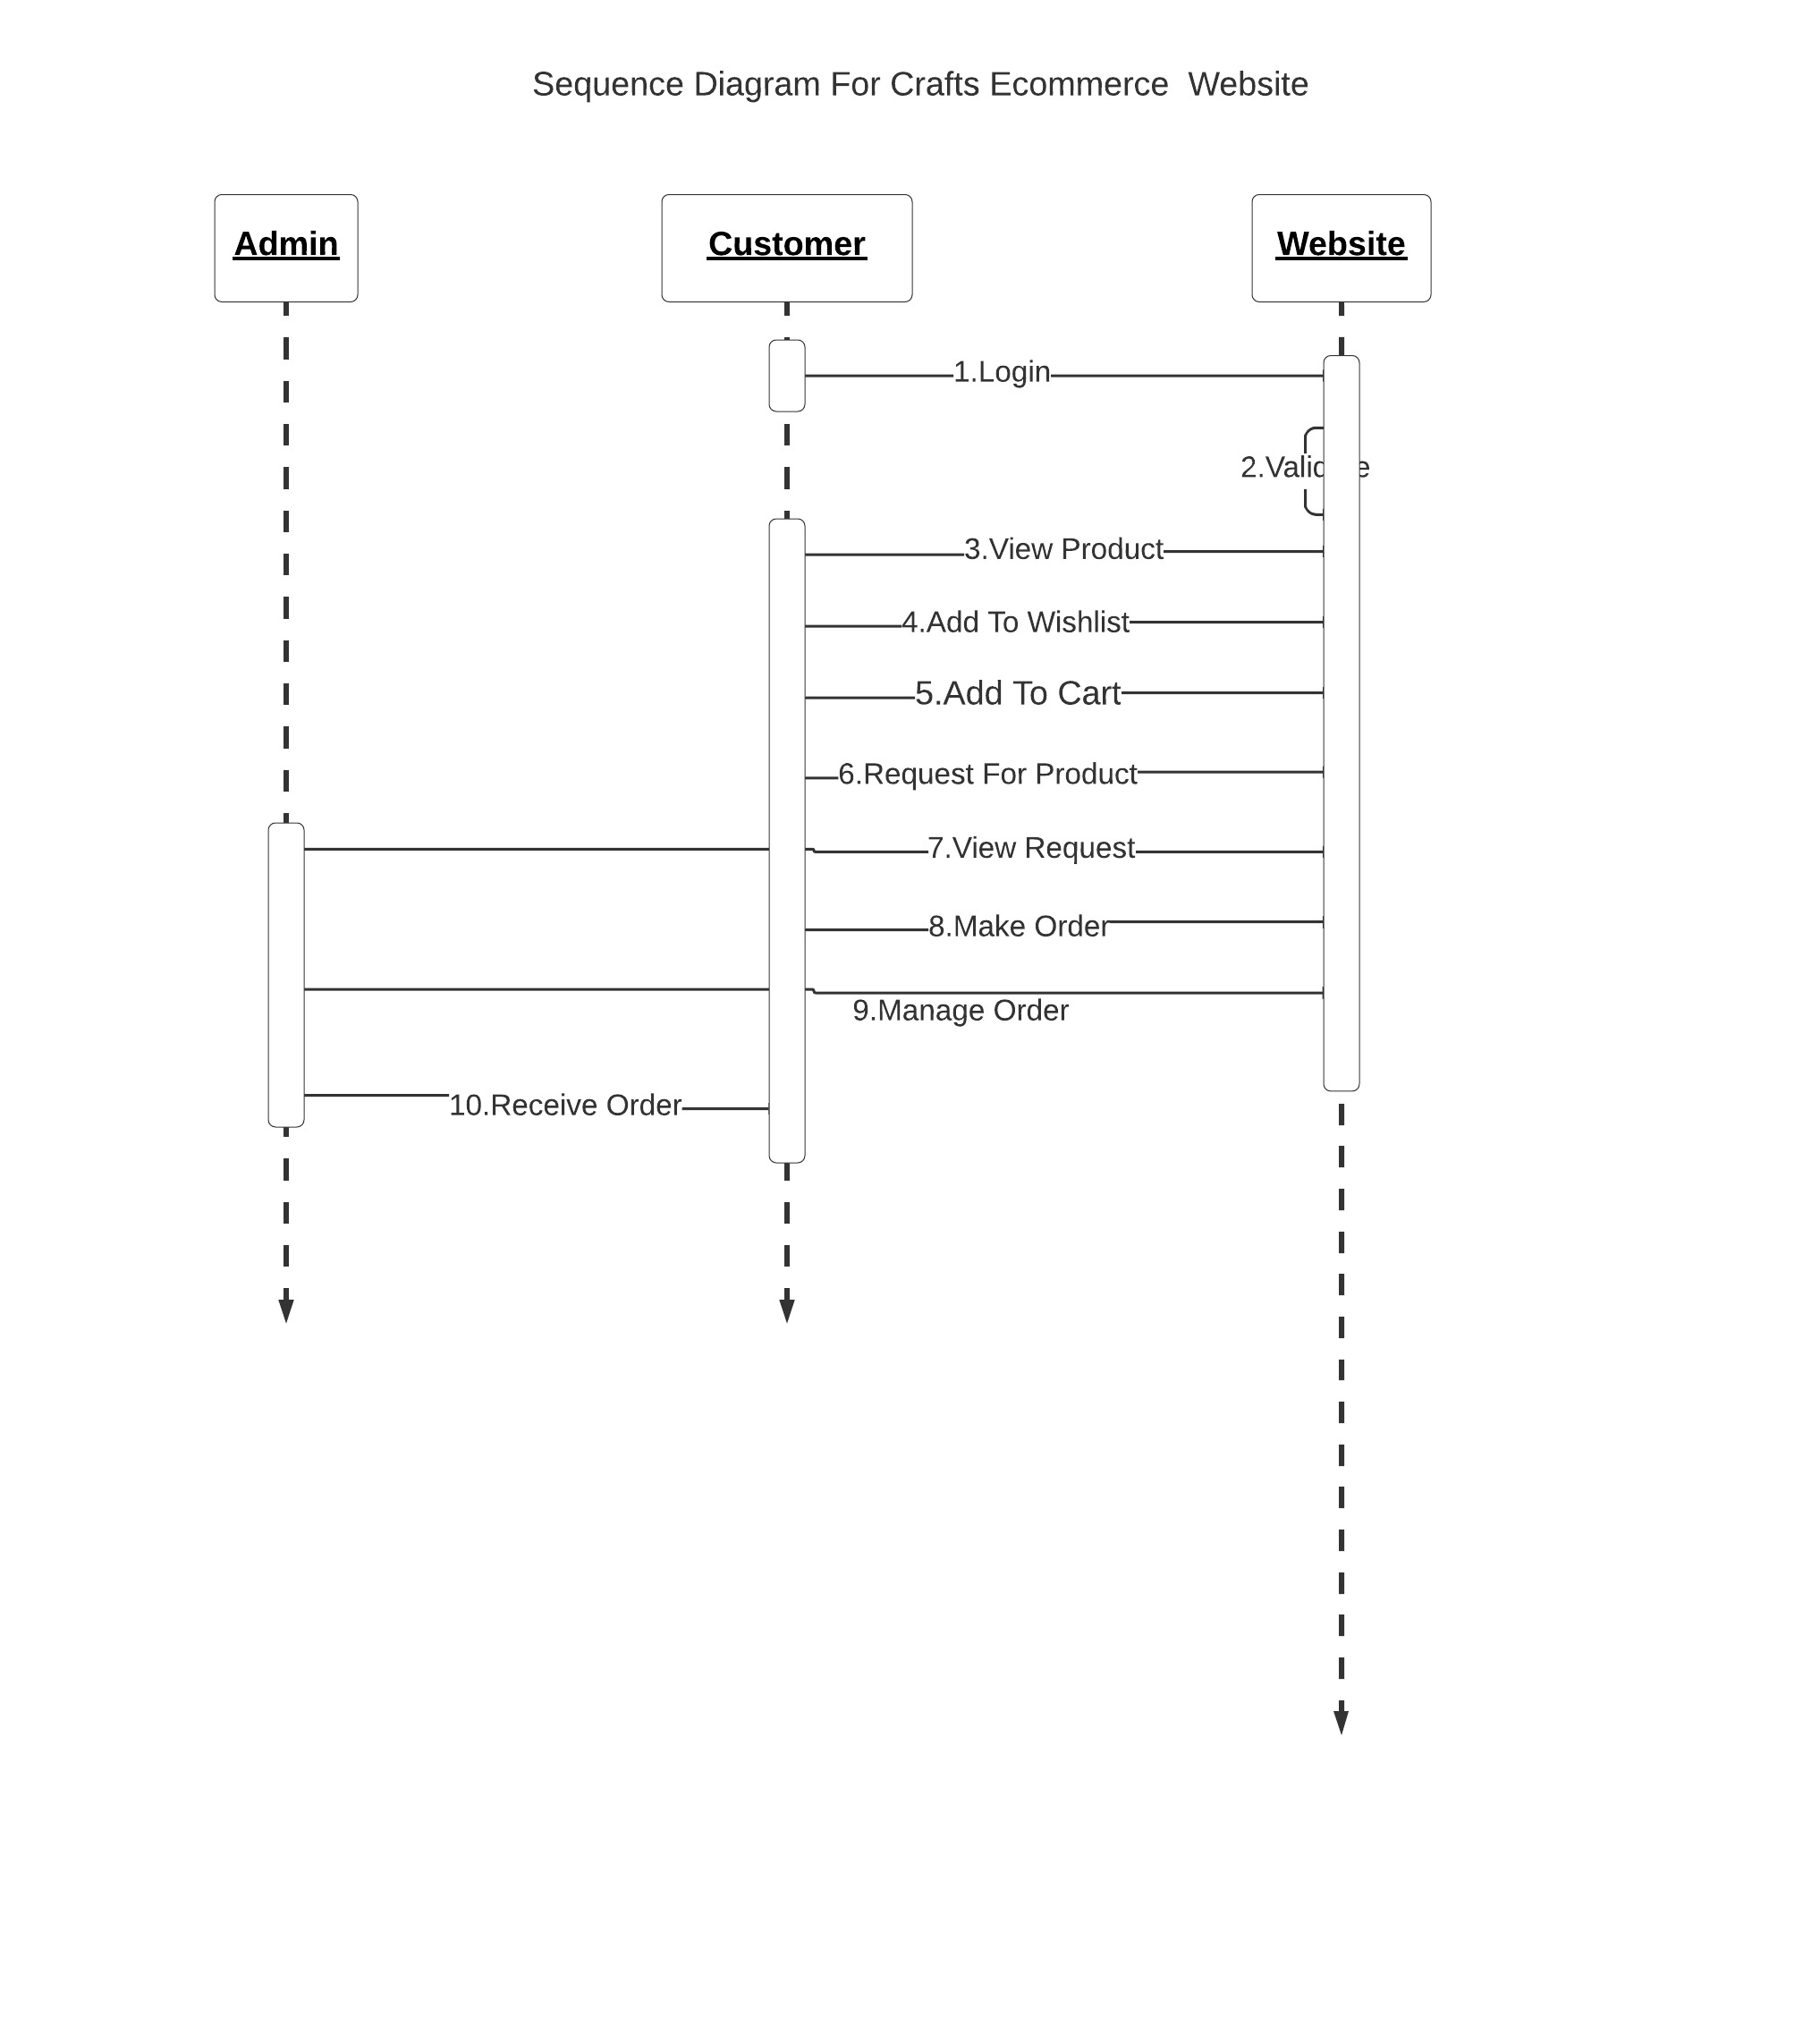 Sequence Diagram For Crafts Ecommerce  Website
Admin
Customer
Website
1.Login
3.View Product
4.Add To Wishlist
5.Add To Cart
6.Request For Product
7.View Request
8.Make Order
9.Manage Order
10.Receive Order